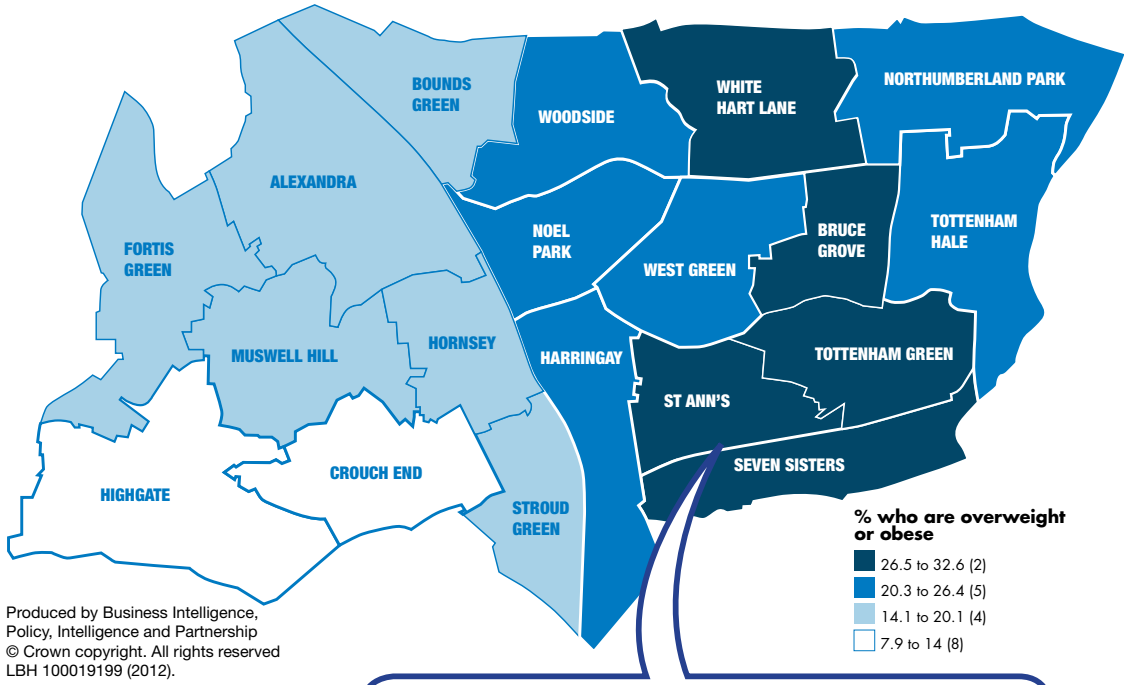 BOUNDS
GREEN
WOODSIDE
WHITE
HART LANE
NORTHUMBERLAND PARK
ALEXANDRA
FORTIS
GREEN
NOEL
PARK
WEST GREEN
BRUCE
GROVE
TOTTENHAM
HALE
MUSWELL HILL
HORNSEY
HARRINGAY
TOTTENHAM GREEN
ST ANN'S
SEVEN SISTERS
HIGHGATE
CROUCH END
STROUD
GREEN
% who are overweight
or obese
26.5 to 32.6 (2)
20.3 to 26.4 (5)
14.1 to 20.1 (4)
7.9 to 14 (8)
Produced by Business Intelligence,
Policy, Intelligence and Partnership
© Crown copyright. All rights reserved
LBH 100019199 (2012).